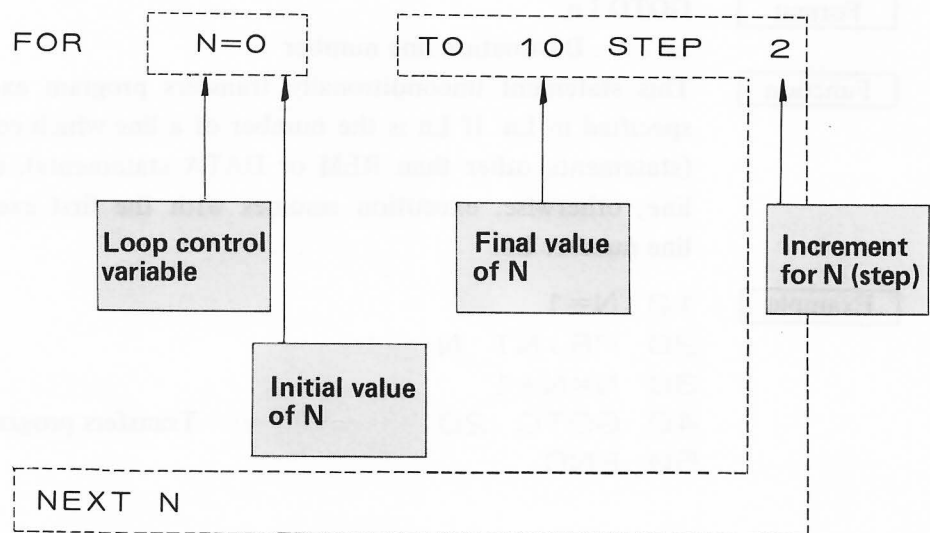 FOR N=0 TO 10 STEP 2
Loop control
variable
Final value
of N
Increment
for N (step)
Initial value
of N
NEXT N